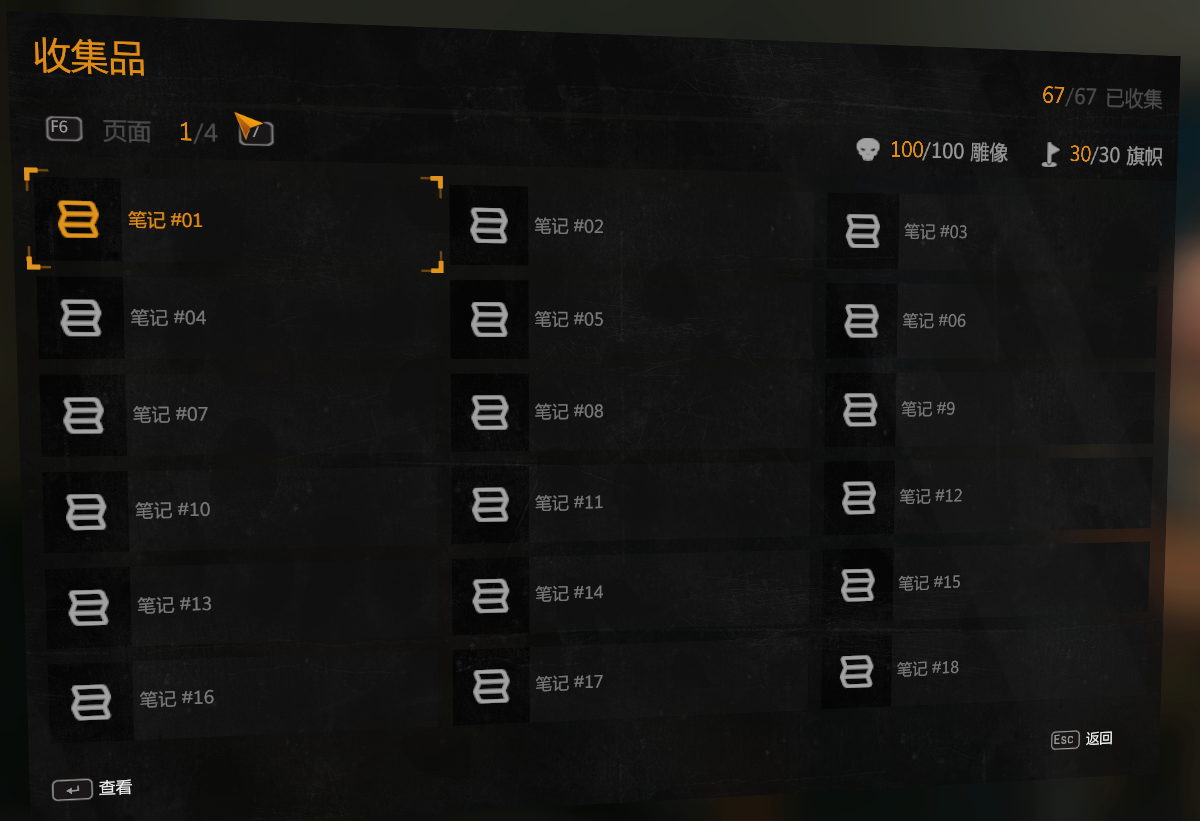 收集品
67/67 已收集
F6 页面 1/4
100/100 雕像 30/30 旗帜
笔记 #01 笔记 #02 笔记 #03
笔记 #04 笔记 #05 笔记 #06
笔记 #07 笔记 #08 笔记 #9
笔记 #10 笔记 #11 笔记 #12
笔记 #13 笔记 #14 笔记 #15
笔记 #16 笔记 #17 笔记 #18
Esc 返回
查看